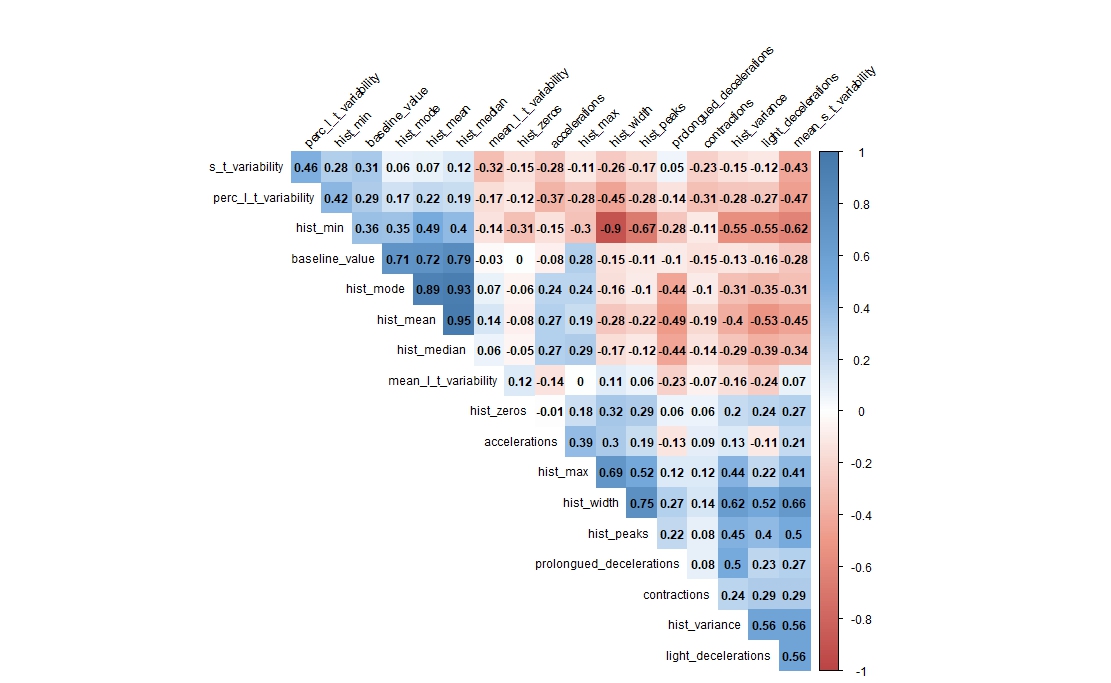 perc_l_t_variability
hist_min
baseline_value
hist_mode
hist_mean
hist_median
mean_l_t_variability
hist_zeros
accelerations
hist_max
hist_width
hist_peaks
prolongued_decelerations
contractions
hist_variance
light_decelerations
mean_s_t_variability
s_t_variability 0.46 0.28 0.31 0.06 0.07 0.12 -0.32 -0.15 -0.28 -0.11 -0.26 -0.17 0.05 -0.23 -0.15 -0.12 -0.43
perc_l_t_variability 0.42 0.29 0.17 0.22 0.19 -0.17 -0.12 -0.37 -0.28 -0.45 -0.28 -0.14 -0.31 -0.28 -0.27 -0.47
hist_min 0.36 0.35 0.49 0.4 -0.14 -0.31 -0.15 -0.3 -0.9 -0.67 -0.28 -0.11 -0.55 -0.55 -0.62
baseline_value 0.71 0.72 0.79 -0.03 0 -0.08 0.28 -0.15 -0.11 -0.1 -0.15 -0.13 -0.16 -0.28
hist_mode 0.89 0.93 0.07 -0.06 0.24 0.24 -0.16 -0.1 -0.44 -0.1 -0.31 -0.35 -0.31
hist_mean 0.95 0.14 -0.08 0.27 0.19 -0.28 -0.22 -0.49 -0.19 -0.4 -0.53 -0.45
hist_median 0.06 -0.05 0.27 0.29 -0.17 -0.12 -0.44 -0.14 -0.29 -0.39 -0.34
mean_l_t_variability 0.12 -0.14 0 0.11 0.06 -0.23 -0.07 -0.16 -0.24 0.07
hist_zeros -0.01 0.18 0.32 0.29 0.06 0.06 0.2 0.24 0.27
accelerations 0.39 0.3 0.19 -0.13 0.09 0.13 -0.11 0.21
hist_max 0.69 0.52 0.12 0.12 0.44 0.22 0.41
hist_width 0.75 0.27 0.14 0.62 0.52 0.66
hist_peaks 0.22 0.08 0.45 0.4 0.5
prolongued_decelerations 0.08 0.5 0.23 0.27
contractions 0.24 0.29 0.29
hist_variance 0.56 0.56
light_decelerations 0.56
1
0.8
0.6
0.4
0.2
0
-0.2
-0.4
-0.6
-0.8
-1